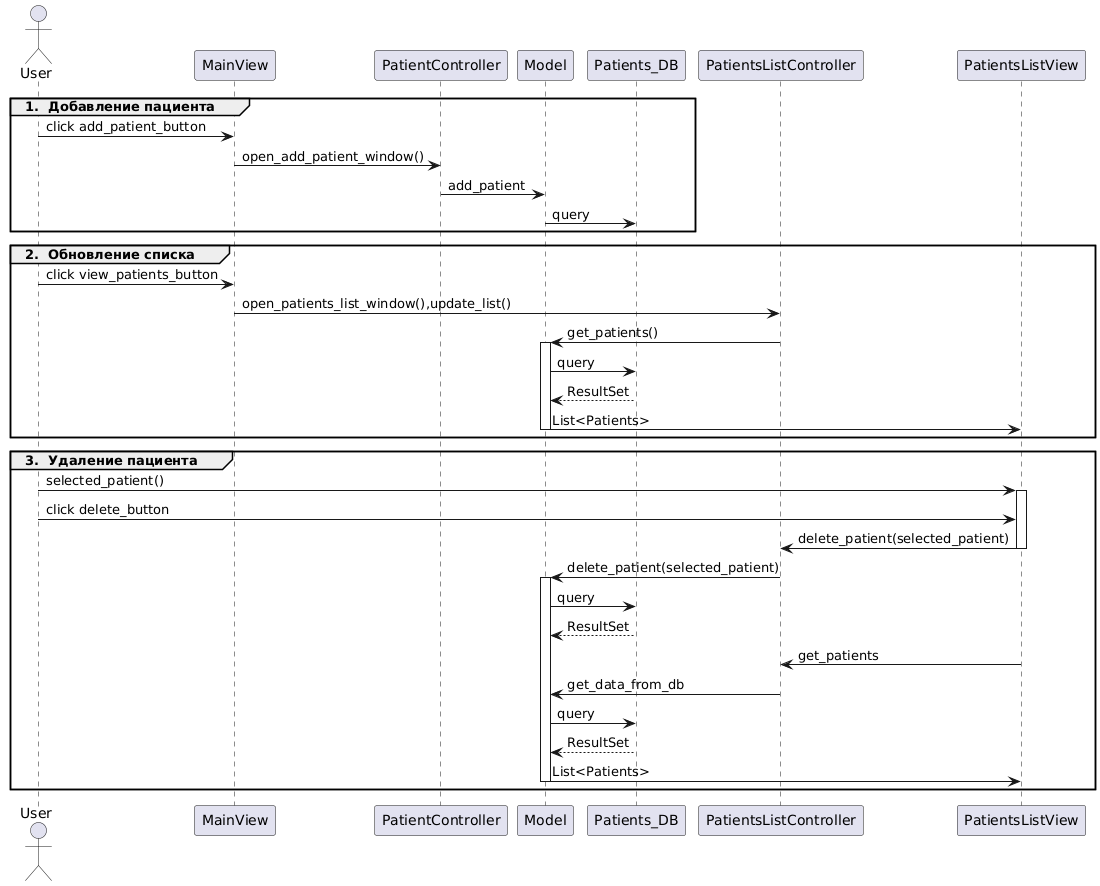 User
MainView
PatientController
Model
Patients_DB
PatientsListController
PatientsListView
1. Добавление пациента
click add_patient_button
open_add_patient_window()
add_patient
query
2. Обновление списка
click view_patients_button
open_patients_list_window(),update_list()
get_patients()
query
ResultSet
List<Patients>
3. Удаление пациента
selected_patient()
click delete_button
delete_patient(selected_patient)
delete_patient(selected_patient)
query
ResultSet
get_patients
get_data_from_db
query
ResultSet
List<Patients>
User
MainView
PatientController
Model
Patients_DB
PatientsListController
PatientsListView